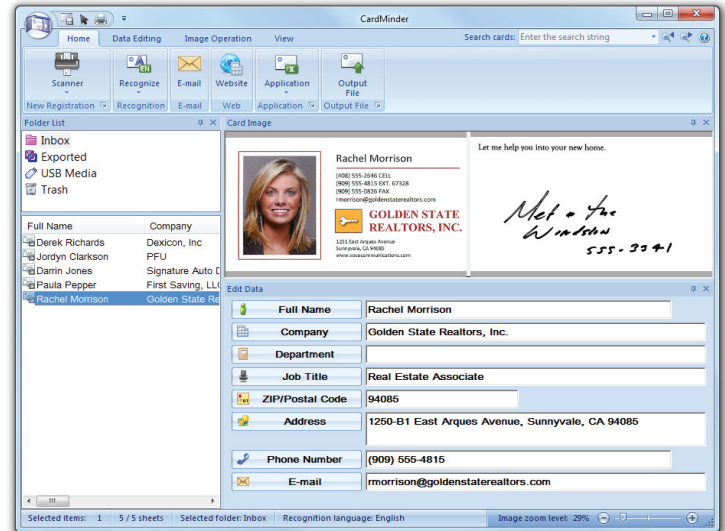 CardMinder
Home Data Editing Image Operation View Search cards: Enter the search string
Scanner Recognize E-mail Website Application Output File
New Registration Recognition E-mail Web Application Output File
Folder List
Inbox
Exported
USB Media
Trash
Full Name Company
Derek Richards Dexicon, Inc
Jordyn Clarkson PFU
Darrin Jones Signature Auto D
Paula Pepper First Saving, LLC
Rachel Morrison Golden State Re
Card Image
Rachel Morrison
(408) 555-2646 CELL
(909) 555-4815 EXT. 67328
(909) 555-0826 FAX
rmorrison@goldenstaterealtors.com
GOLDEN STATE
REALTORS, INC.
1251 East Arques Avenue
Sunnyvale, CA 94085
Let me help you into your new home.
Met @ the
555-3341
Edit Data
Full Name Rachel Morrison
Company Golden State Realtors, Inc.
Department
Job Title Real Estate Associate
ZIP/Postal Code 94085
Address 1250-B1 East Arques Avenue, Sunnyvale, CA 94085
Phone Number (909) 555-4815
E-mail rmorrison@goldenstaterealtors.com
Selected items: 1 5 / 5 sheets Selected folder: Inbox Recognition language: English Image zoom level: 29%